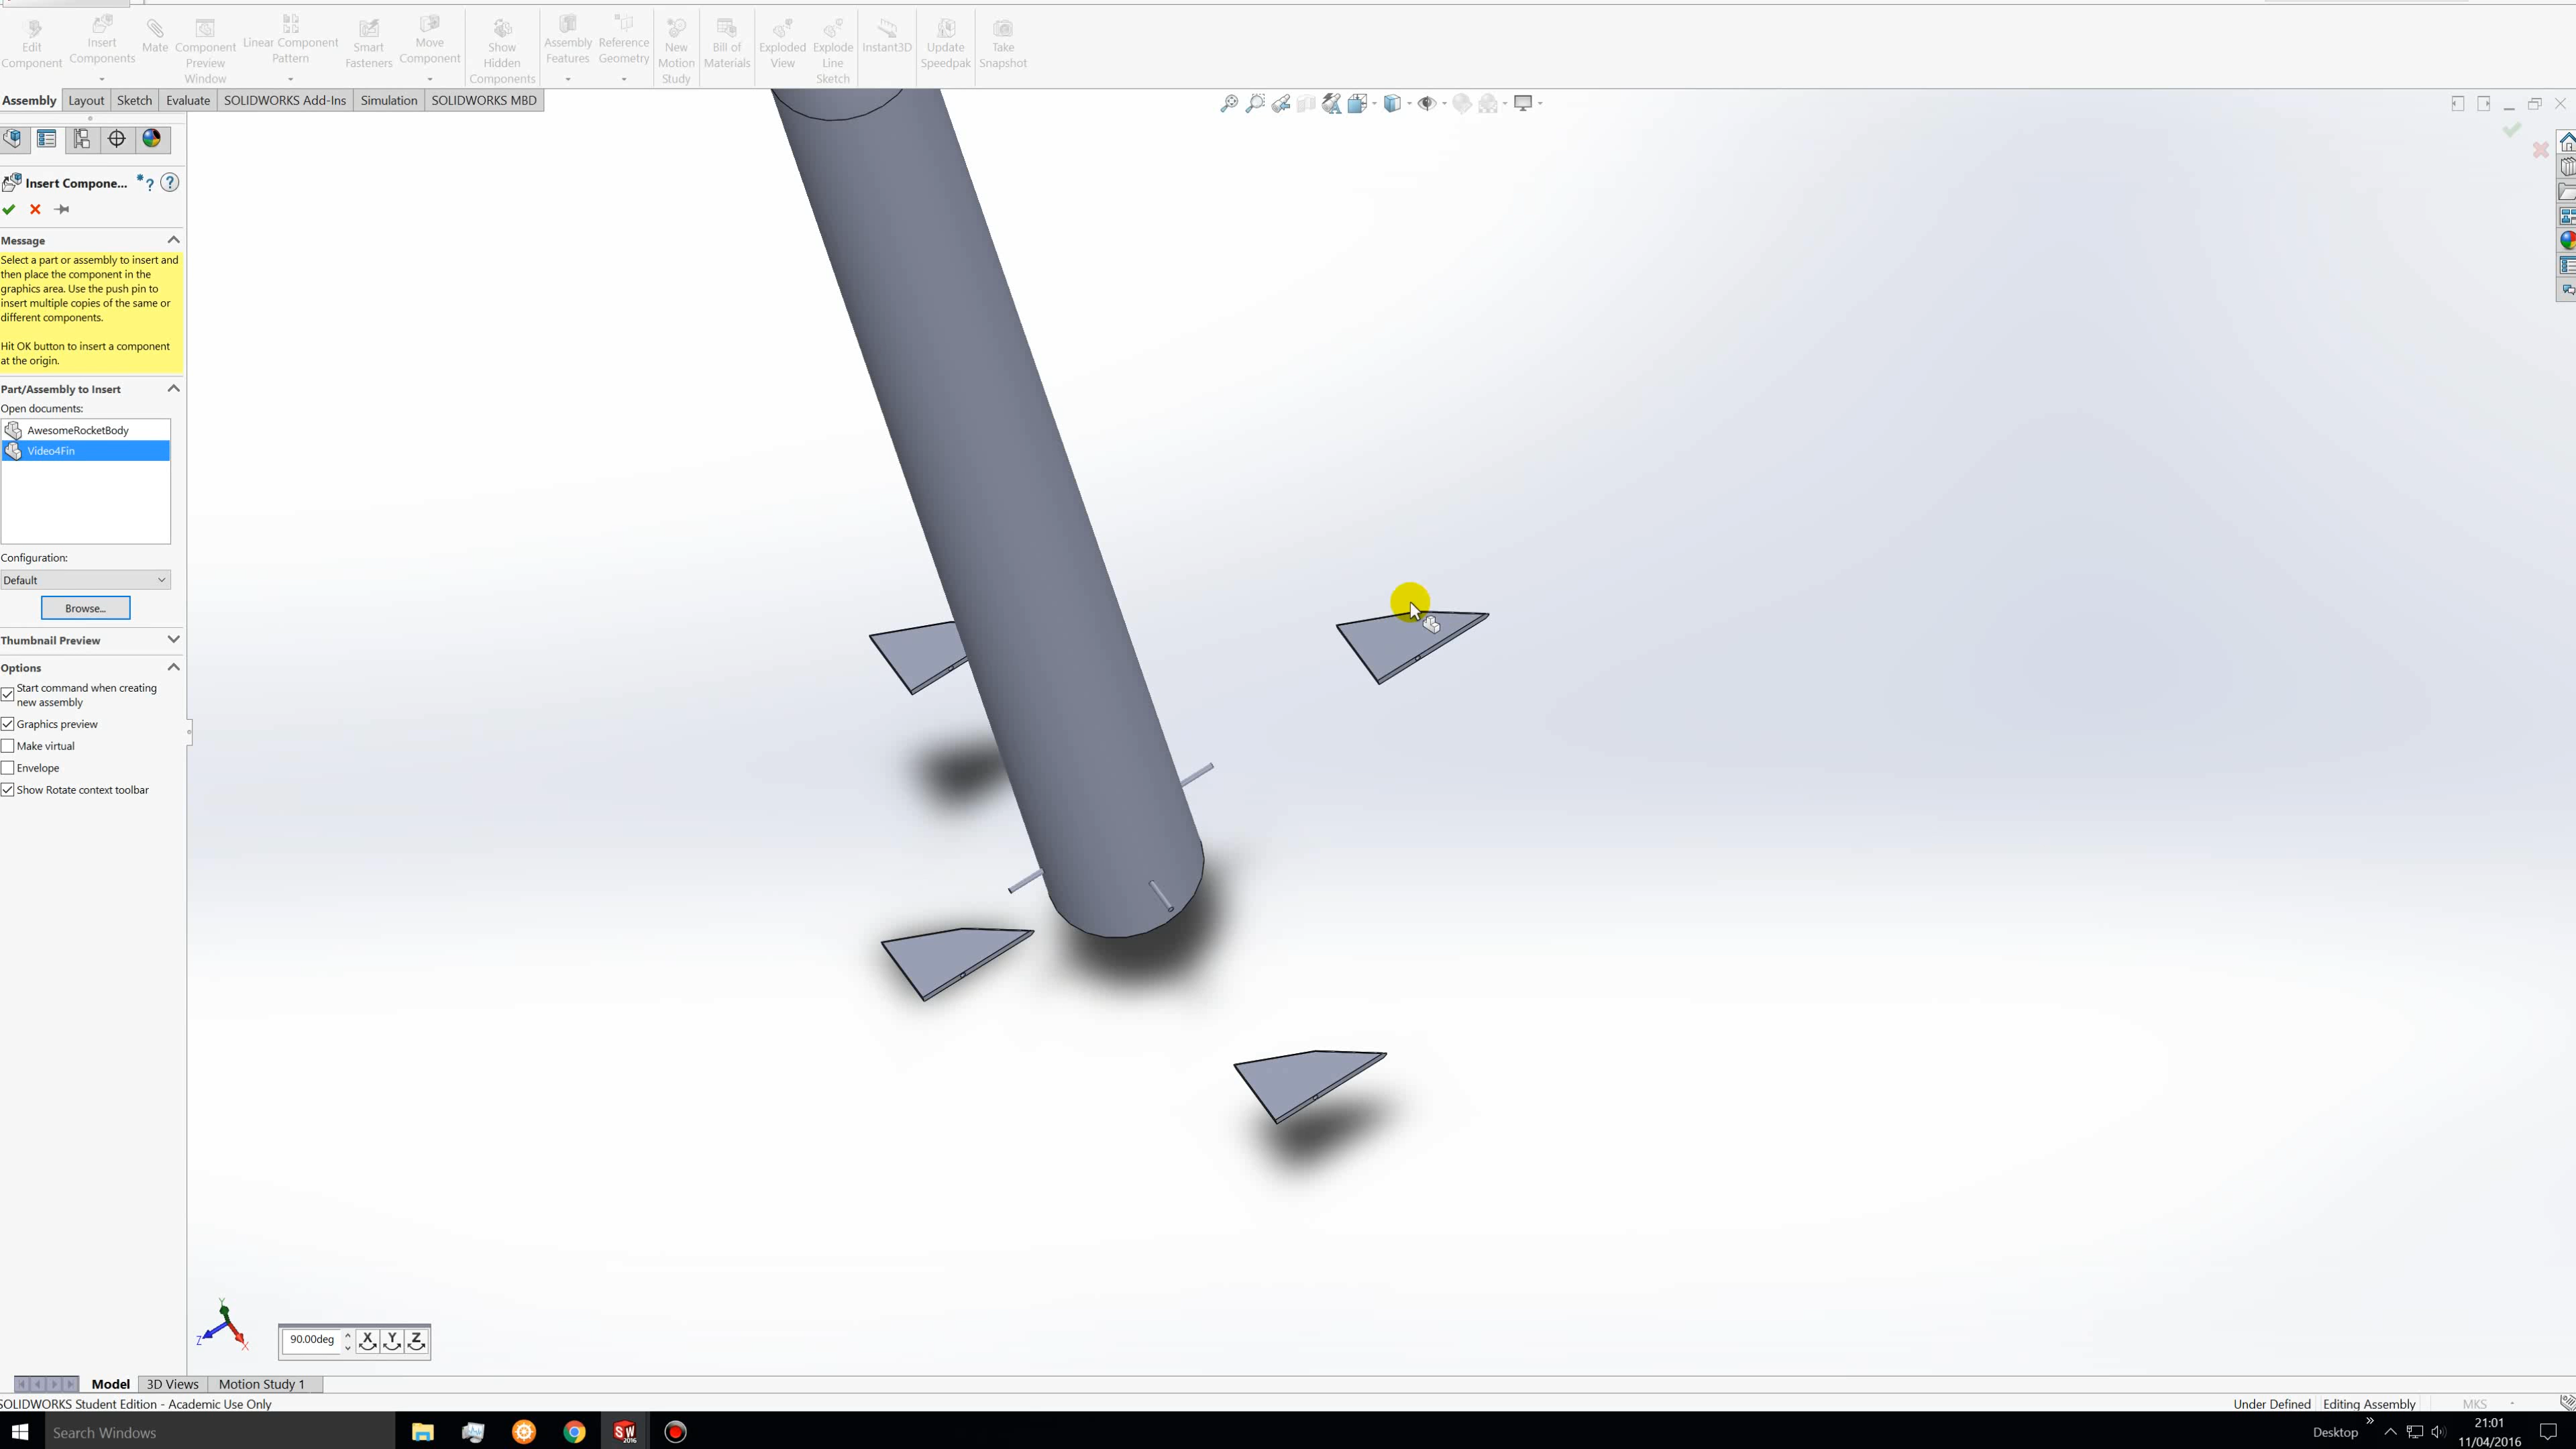 Edit Component
Insert Components
Mate
Component Preview Window
Linear Component Pattern
Smart Fasteners
Move Component
Show Hidden Components
Assembly Features
Reference Geometry
New Motion Study
Bill of Materials
Exploded View
Explode Line Sketch
Instant3D
Update Speedpak
Take Snapshot
Assembly Layout Sketch Evaluate SOLIDWORKS Add-Ins Simulation SOLIDWORKS MBD
Insert Compone...
Message
Select a part or assembly to insert and
then place the component in the
graphics area. Use the push pin to
insert multiple copies of the same or
different components.
Hit OK button to insert a component
at the origin.
Part/Assembly to Insert
Open documents:
AwesomeRocketBody
Video4Fin
Configuration:
Default
Browse...
Thumbnail Preview
Options
Start command when creating
new assembly
Graphics preview
Make virtual
Envelope
Show Rotate context toolbar
Y
Z
X
90.00deg X Y Z
Model 3D Views Motion Study 1
SOLIDWORKS Student Edition - Academic Use Only
Under Defined Editing Assembly MKS -
Search Windows
SW 2016
Desktop
21:01
11/04/2016